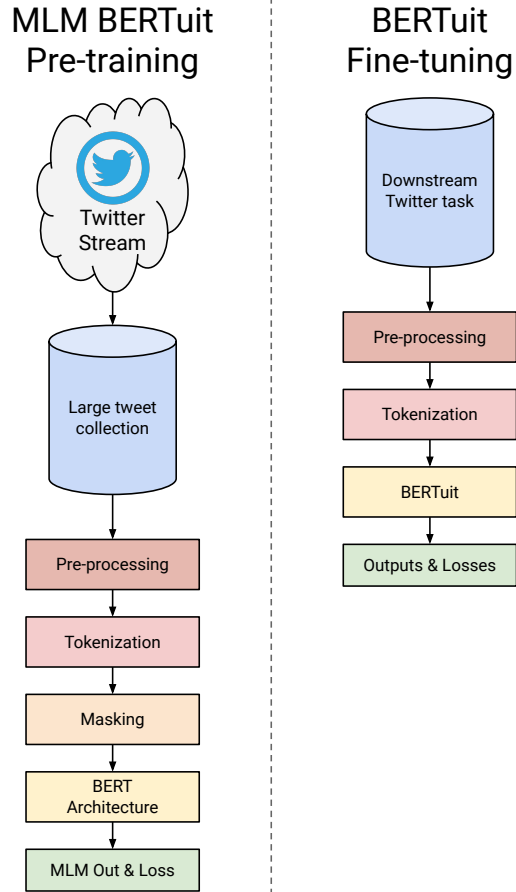 MLM BERTuit
Pre-training
Twitter
Stream
Large tweet
collection
Pre-processing
Tokenization
Masking
BERT
Architecture
MLM Out & Loss
BERTuit
Fine-tuning
Downstream
Twitter task
Pre-processing
Tokenization
BERTuit
Outputs & Losses